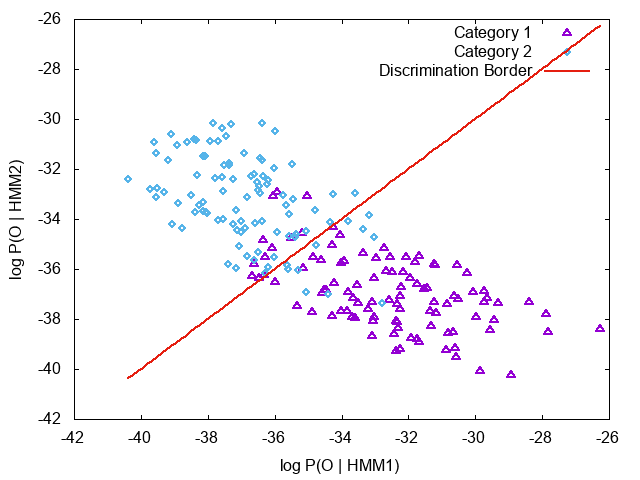 -26
-28
-30
-32
-34
-36
-38
-40
-42
log P(O | HMM2)
Category 1
Category 2
Discrimination Border
-42 -40 -38 -36 -34 -32 -30 -28 -26
log P(O | HMM1)